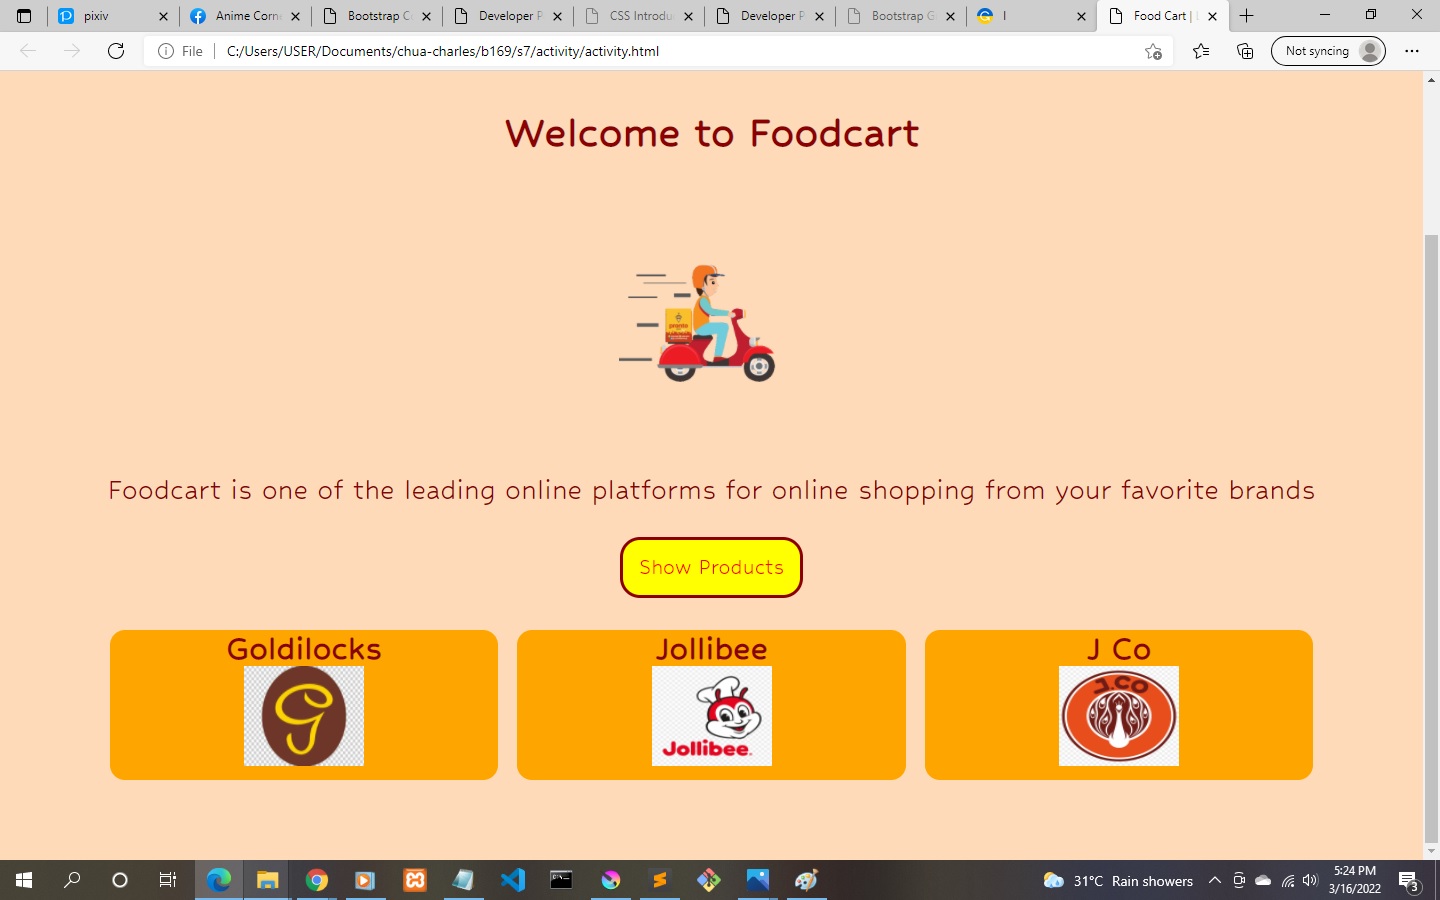 pixiv
Anime Corn
Bootstrap C
Developer P
CSS Introdu
Developer P
Bootstrap G
I
Food Cart |
Not syncing
File
C:/Users/USER/Documents/chua-charles/b169/s7/activity/activity.html
Welcome to Foodcart
pronto
Foodcart is one of the leading online platforms for online shopping from your favorite brands
Show Products
Goldilocks
Jollibee
J Co
G
Jollibee
J.CO
31°C Rain showers
5:24 PM
3/16/2022
3